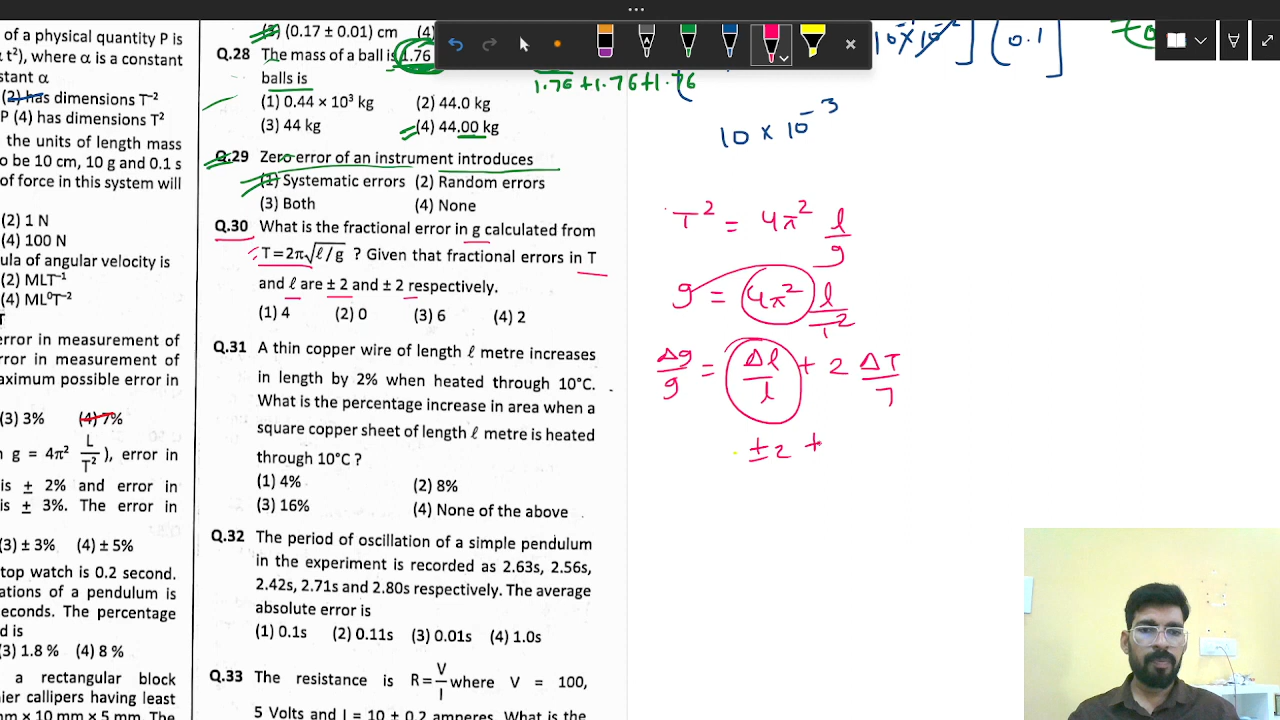 of a physical quantity P is
t²), where α is a constant
stant α
(2) has dimensions T⁻²
P (4) has dimensions T²
the units of length mass
o be 10 cm, 10 g and 0.1 s
of force in this system will
(2) 1 N
(4) 100 N
ula of angular velocity is
(2) MLT⁻¹
(4) ML⁰T⁻²
T
error in measurement of
rror in measurement of
aximum possible error in
(3) 3% (4) 7%
n g = 4π² L/T²), error in
is ± 2% and error in
is ± 3%. The error in
(3) ± 3% (4) ± 5%
top watch is 0.2 second.
ations of a pendulum is
econds. The percentage
d is
(3) 1.8 % (4) 8 %
a rectangular block
nier callipers having least
mm × 10 mm × 5 mm. The
(3) (0.17 ± 0.01) cm (4)
Q.28 The mass of a ball is 1.76
balls is
(1) 0.44 × 10³ kg (2) 44.0 kg
(3) 44 kg (4) 44.00 kg
Q.29 Zero error of an instrument introduces
(1) Systematic errors (2) Random errors
(3) Both (4) None
Q.30 What is the fractional error in g calculated from
T=2π√ℓ/g ? Given that fractional errors in T
and ℓ are ± 2 and ± 2 respectively.
(1) 4 (2) 0 (3) 6 (4) 2
Q.31 A thin copper wire of length ℓ metre increases
in length by 2% when heated through 10°C.
What is the percentage increase in area when a
square copper sheet of length ℓ metre is heated
through 10°C ?
(1) 4% (2) 8%
(3) 16% (4) None of the above
Q.32 The period of oscillation of a simple pendulum
in the experiment is recorded as 2.63s, 2.56s,
2.42s, 2.71s and 2.80s respectively. The average
absolute error is
(1) 0.1s (2) 0.11s (3) 0.01s (4) 1.0s
Q.33 The resistance is R=V/I where V = 100,
5 Volts and I = 10 ± 0.2 amperes. What is the
1.76+1.76+1.76
[0.1]
10 × 10⁻³
T² = 4π² l/g
g = 4π² l/T²
Δg/g = Δl/l + 2 ΔT/T
±2 +